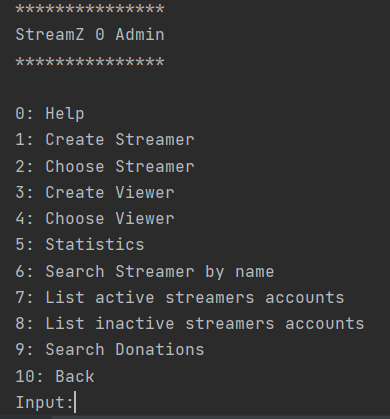 ***************
StreamZ 0 Admin
***************
0: Help
1: Create Streamer
2: Choose Streamer
3: Create Viewer
4: Choose Viewer
5: Statistics
6: Search Streamer by name
7: List active streamers accounts
8: List inactive streamers accounts
9: Search Donations
10: Back
Input: